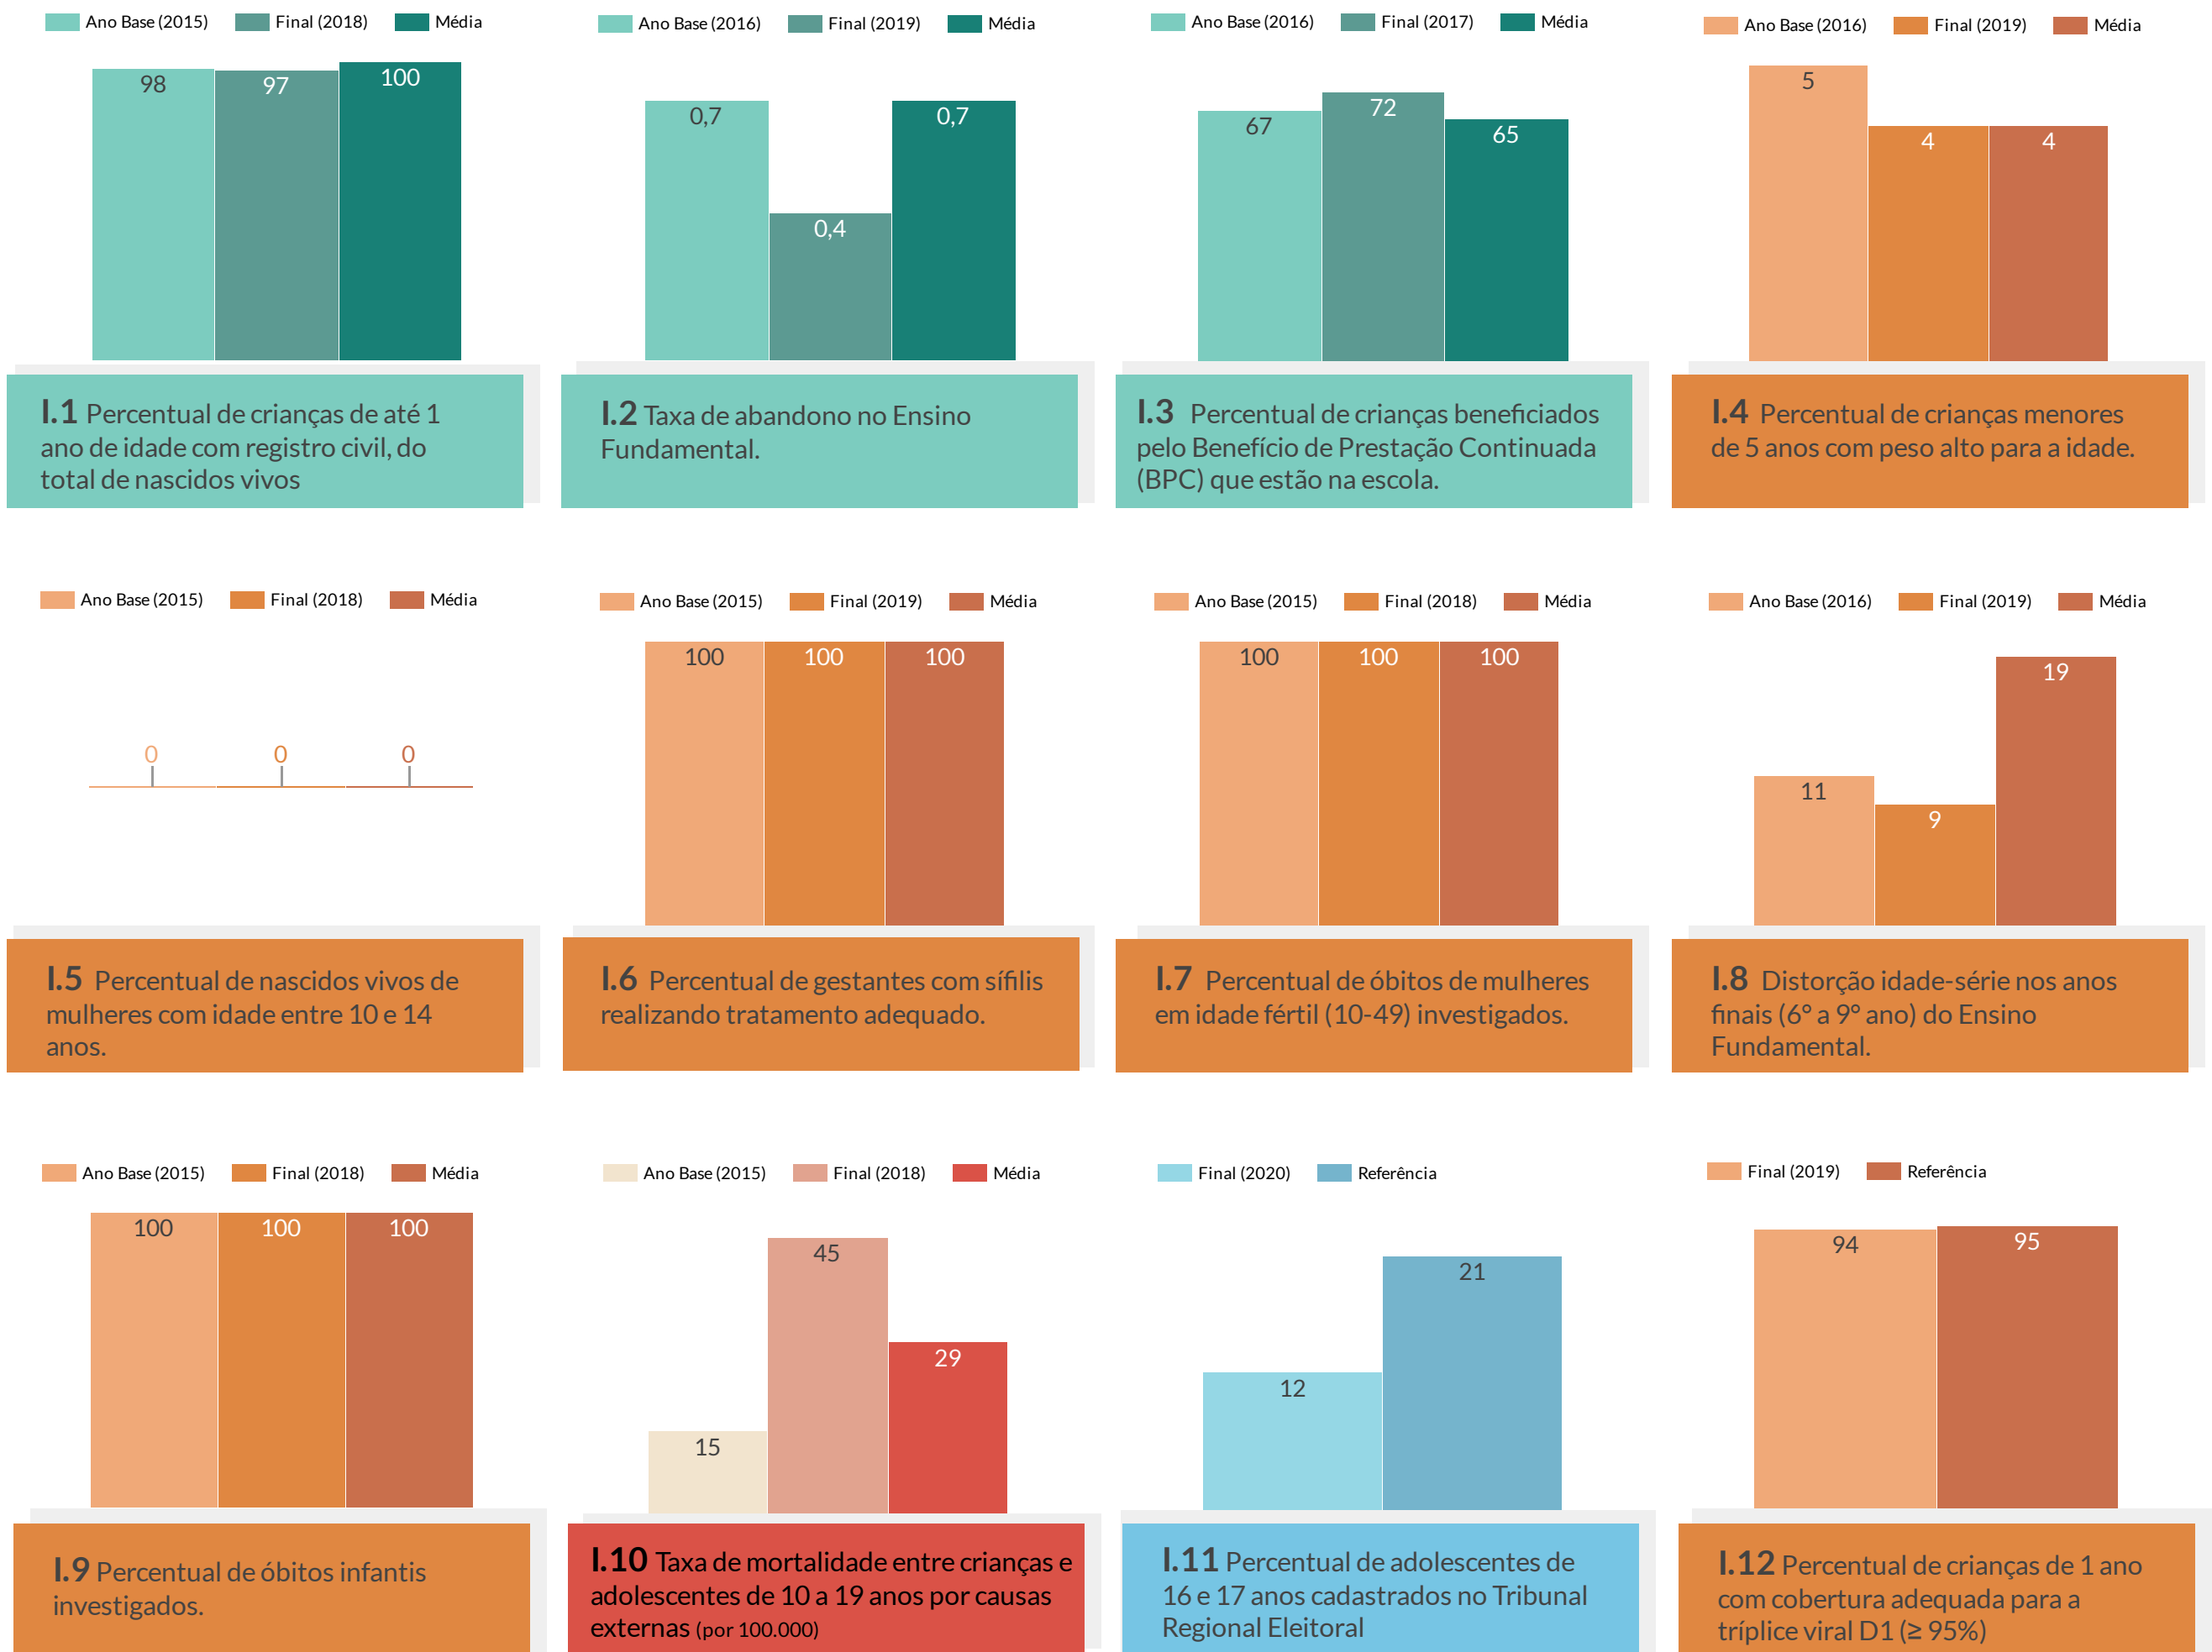 Ano Base (2015) Final (2018) Média
98 97 100
I.1 Percentual de crianças de até 1
ano de idade com registro civil, do
total de nascidos vivos
Ano Base (2016) Final (2019) Média
0,7 0,4 0,7
I.2 Taxa de abandono no Ensino
Fundamental.
Ano Base (2016) Final (2017) Média
67 72 65
I.3 Percentual de crianças beneficiados
pelo Benefício de Prestação Continuada
(BPC) que estão na escola.
Ano Base (2016) Final (2019) Média
5 4 4
I.4 Percentual de crianças menores
de 5 anos com peso alto para a idade.
Ano Base (2015) Final (2018) Média
0 0 0
I.5 Percentual de nascidos vivos de
mulheres com idade entre 10 e 14
anos.
Ano Base (2015) Final (2019) Média
100 100 100
I.6 Percentual de gestantes com sífilis
realizando tratamento adequado.
Ano Base (2015) Final (2018) Média
100 100 100
I.7 Percentual de óbitos de mulheres
em idade fértil (10-49) investigados.
Ano Base (2016) Final (2019) Média
11 9 19
I.8 Distorção idade-série nos anos
finais (6° a 9° ano) do Ensino
Fundamental.
Ano Base (2015) Final (2018) Média
100 100 100
I.9 Percentual de óbitos infantis
investigados.
Ano Base (2015) Final (2018) Média
15 45 29
I.10 Taxa de mortalidade entre crianças e
adolescentes de 10 a 19 anos por causas
externas (por 100.000)
Final (2020) Referência
12 21
I.11 Percentual de adolescentes de
16 e 17 anos cadastrados no Tribunal
Regional Eleitoral
Final (2019) Referência
94 95
I.12 Percentual de crianças de 1 ano
com cobertura adequada para a
tríplice viral D1 (≥ 95%)